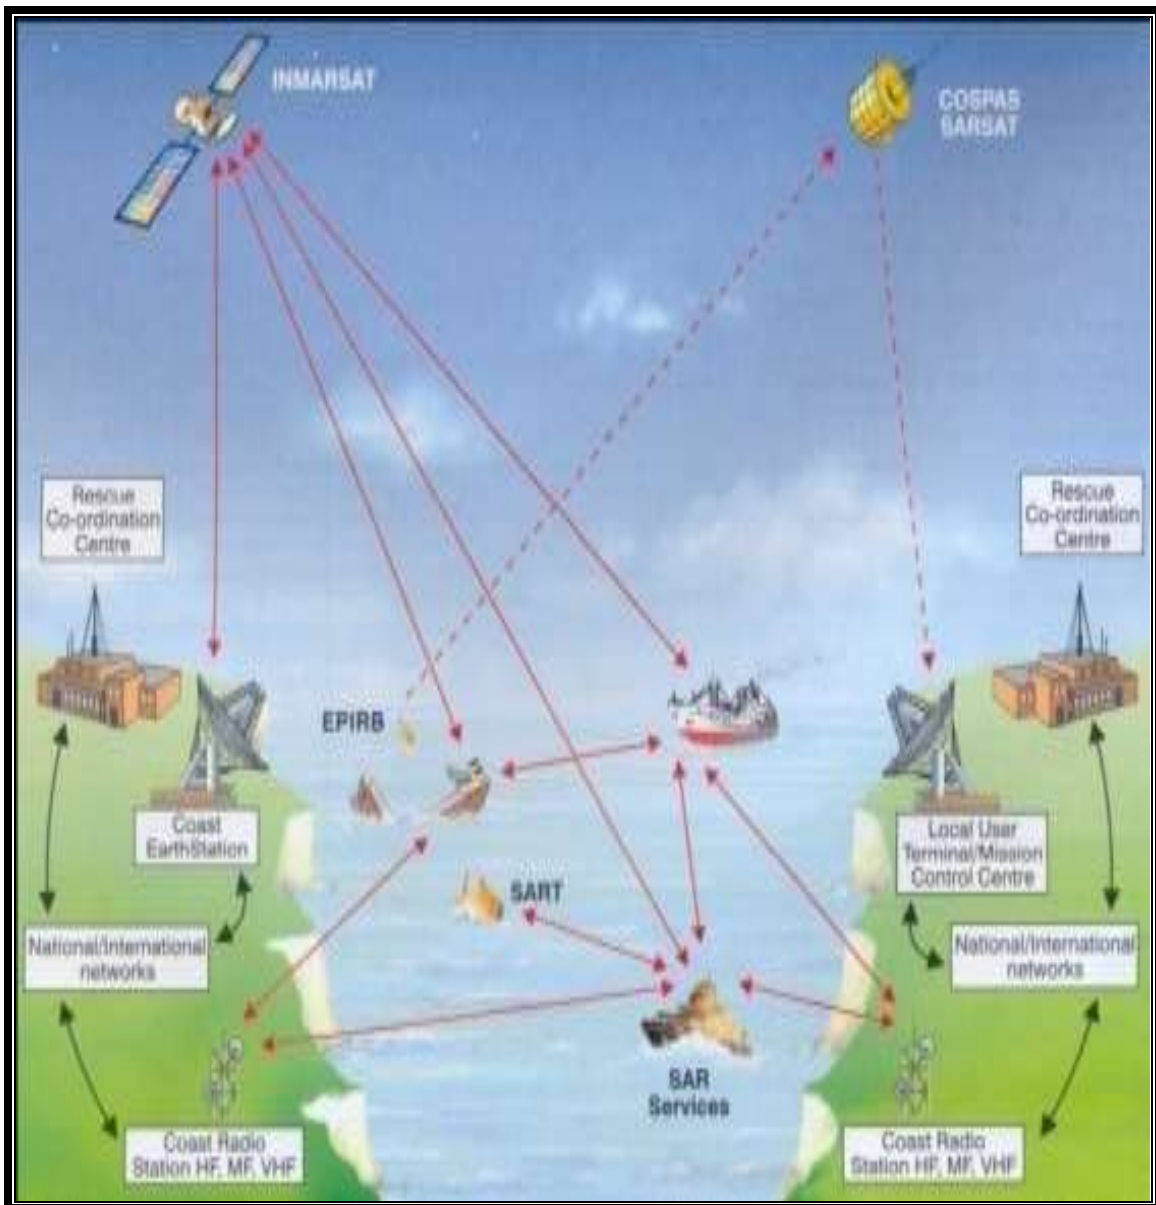 INMARSAT
COSPAS
SARSAT
Rescue
Co-ordination
Centre
Rescue
Co-ordination
Centre
EPIRB
Coast
EarthStation
Local User
Terminal/Mission
Control Centre
SART
National/International
networks
National/International
networks
SAR
Services
Coast Radio
Station HF, MF, VHF
Coast Radio
Station HF, MF, VHF